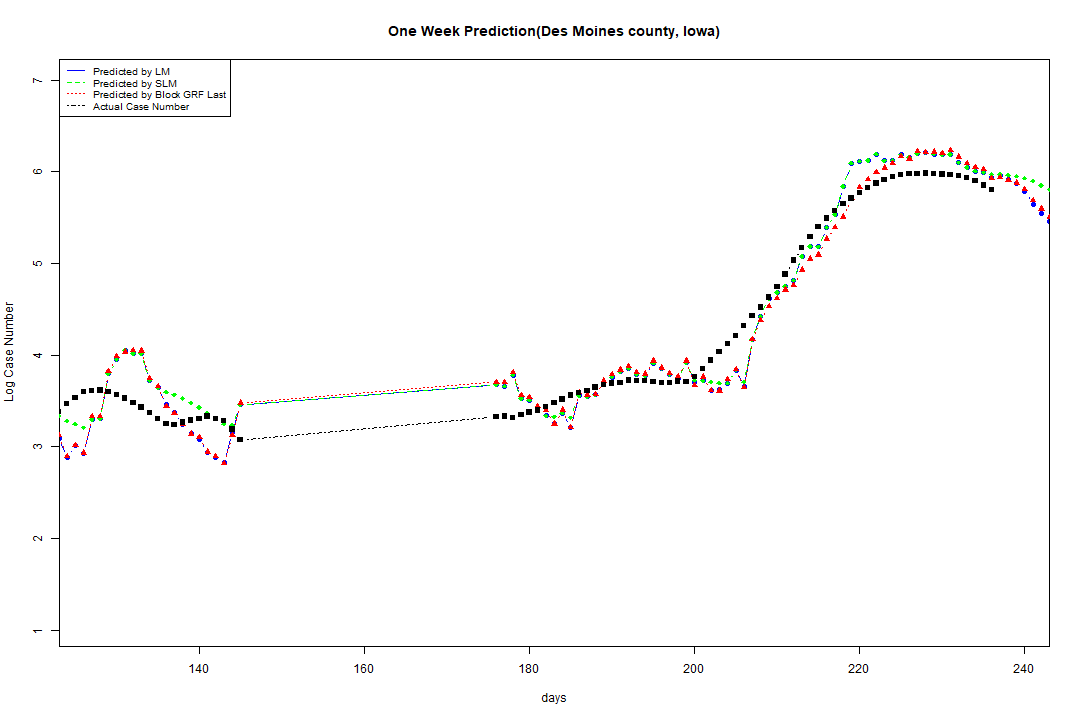 One Week Prediction(Des Moines county, Iowa)
Predicted by LM
Predicted by SLM
Predicted by Block GRF Last
Actual Case Number
7
6
5
4
3
2
1
Log Case Number
140 160 180 200 220 240
days